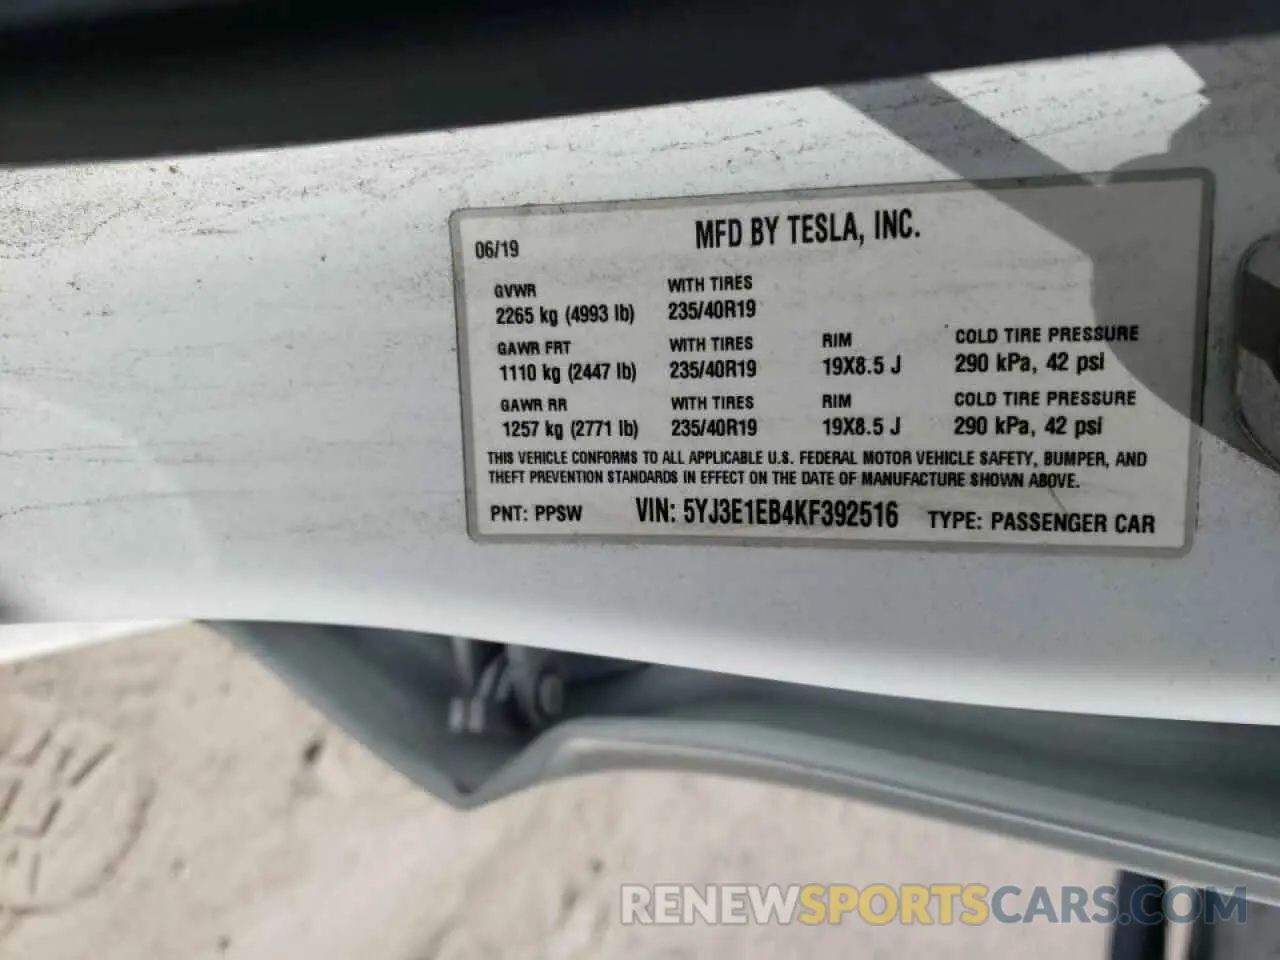 MFD BY TESLA, INC.
06/19
GVWR WITH TIRES
2265 kg (4993 lb) 235/40R19
GAWR FRT WITH TIRES RIM COLD TIRE PRESSURE
1110 kg (2447 lb) 235/40R19 19X8.5 J 290 kPa, 42 psi
GAWR RR WITH TIRES RIM COLD TIRE PRESSURE
1257 kg (2771 lb) 235/40R19 19X8.5 J 290 kPa, 42 psi
THIS VEHICLE CONFORMS TO ALL APPLICABLE U.S. FEDERAL MOTOR VEHICLE SAFETY, BUMPER, AND
THEFT PREVENTION STANDARDS IN EFFECT ON THE DATE OF MANUFACTURE SHOWN ABOVE.
PNT: PPSW VIN: 5YJ3E1EB4KF392516 TYPE: PASSENGER CAR
RENEWSPORTSCARS.COM